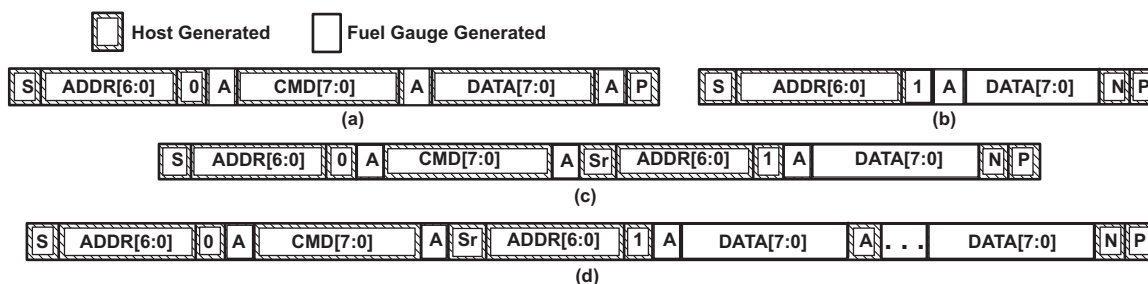 Host Generated Fuel Gauge Generated
S ADDR[6:0] 0 A CMD[7:0] A DATA[7:0] A P S ADDR[6:0] 1 A DATA[7:0] N P
(a) (b)
S ADDR[6:0] 0 A CMD[7:0] A Sr ADDR[6:0] 1 A DATA[7:0] N P
(c)
S ADDR[6:0] 0 A CMD[7:0] A Sr ADDR[6:0] 1 A DATA[7:0] A ... DATA[7:0] N P
(d)